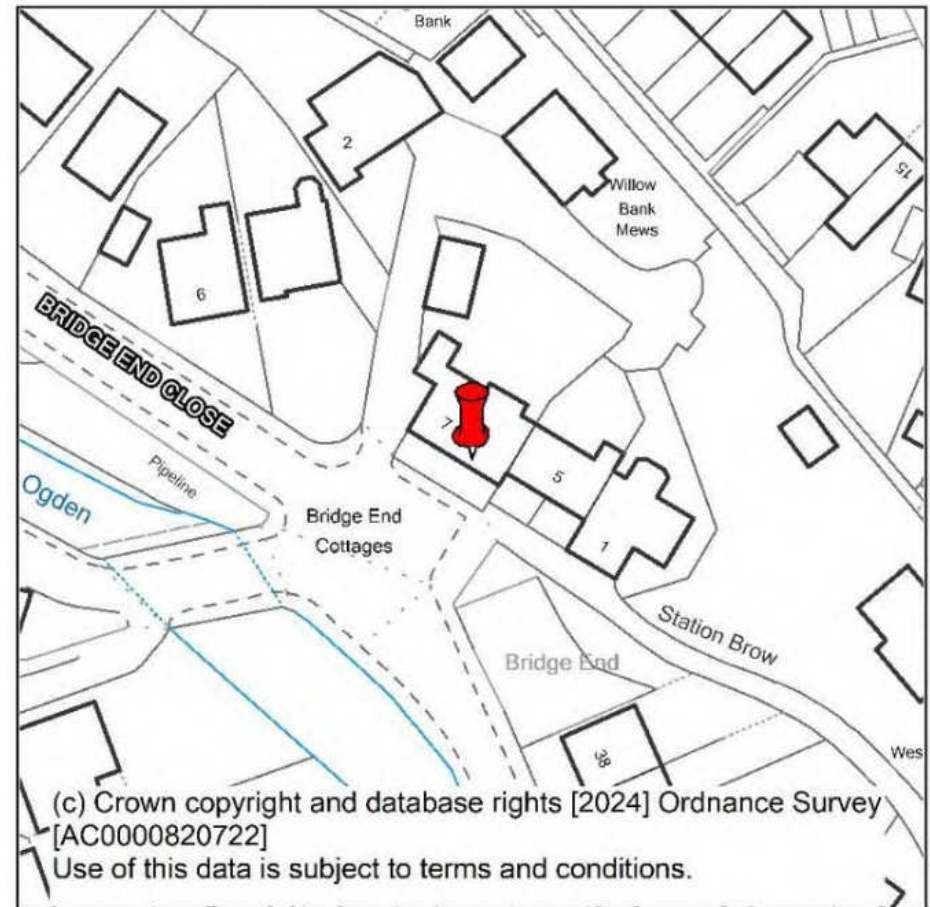 Bank
2
15
Willow
Bank
Mews
6
BRIDGE END CLOSE
7
5
1
Pipeline
Ogden
Bridge End
Cottages
Station Brow
Bridge End
38
Wes
(c) Crown copyright and database rights [2024] Ordnance Survey
[AC0000820722]
Use of this data is subject to terms and conditions.